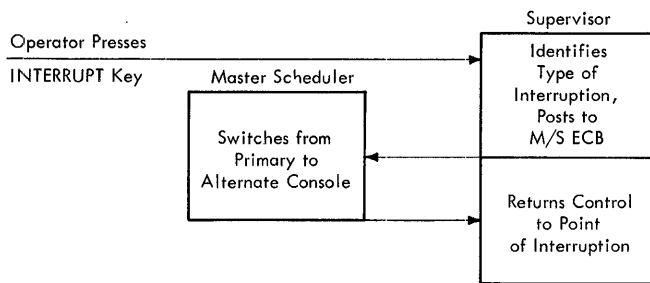 Supervisor
Operator Presses
INTERRUPT Key
Identifies
Type of
Interruption,
Posts to
M/S ECB
Master Scheduler
Switches from
Primary to
Alternate Console
Returns Control
to Point
of Interruption